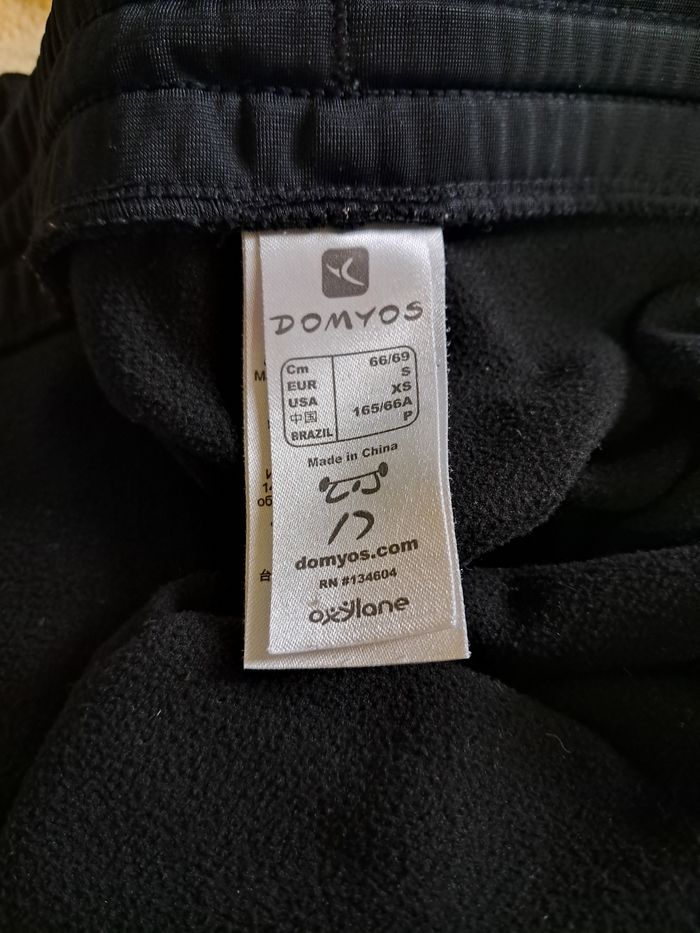 DOMYOS
Cm 66/69
EUR S
USA XS
中国 165/66A
BRAZIL P
Made in China
domyos.com
RN #134604
oxylane
台